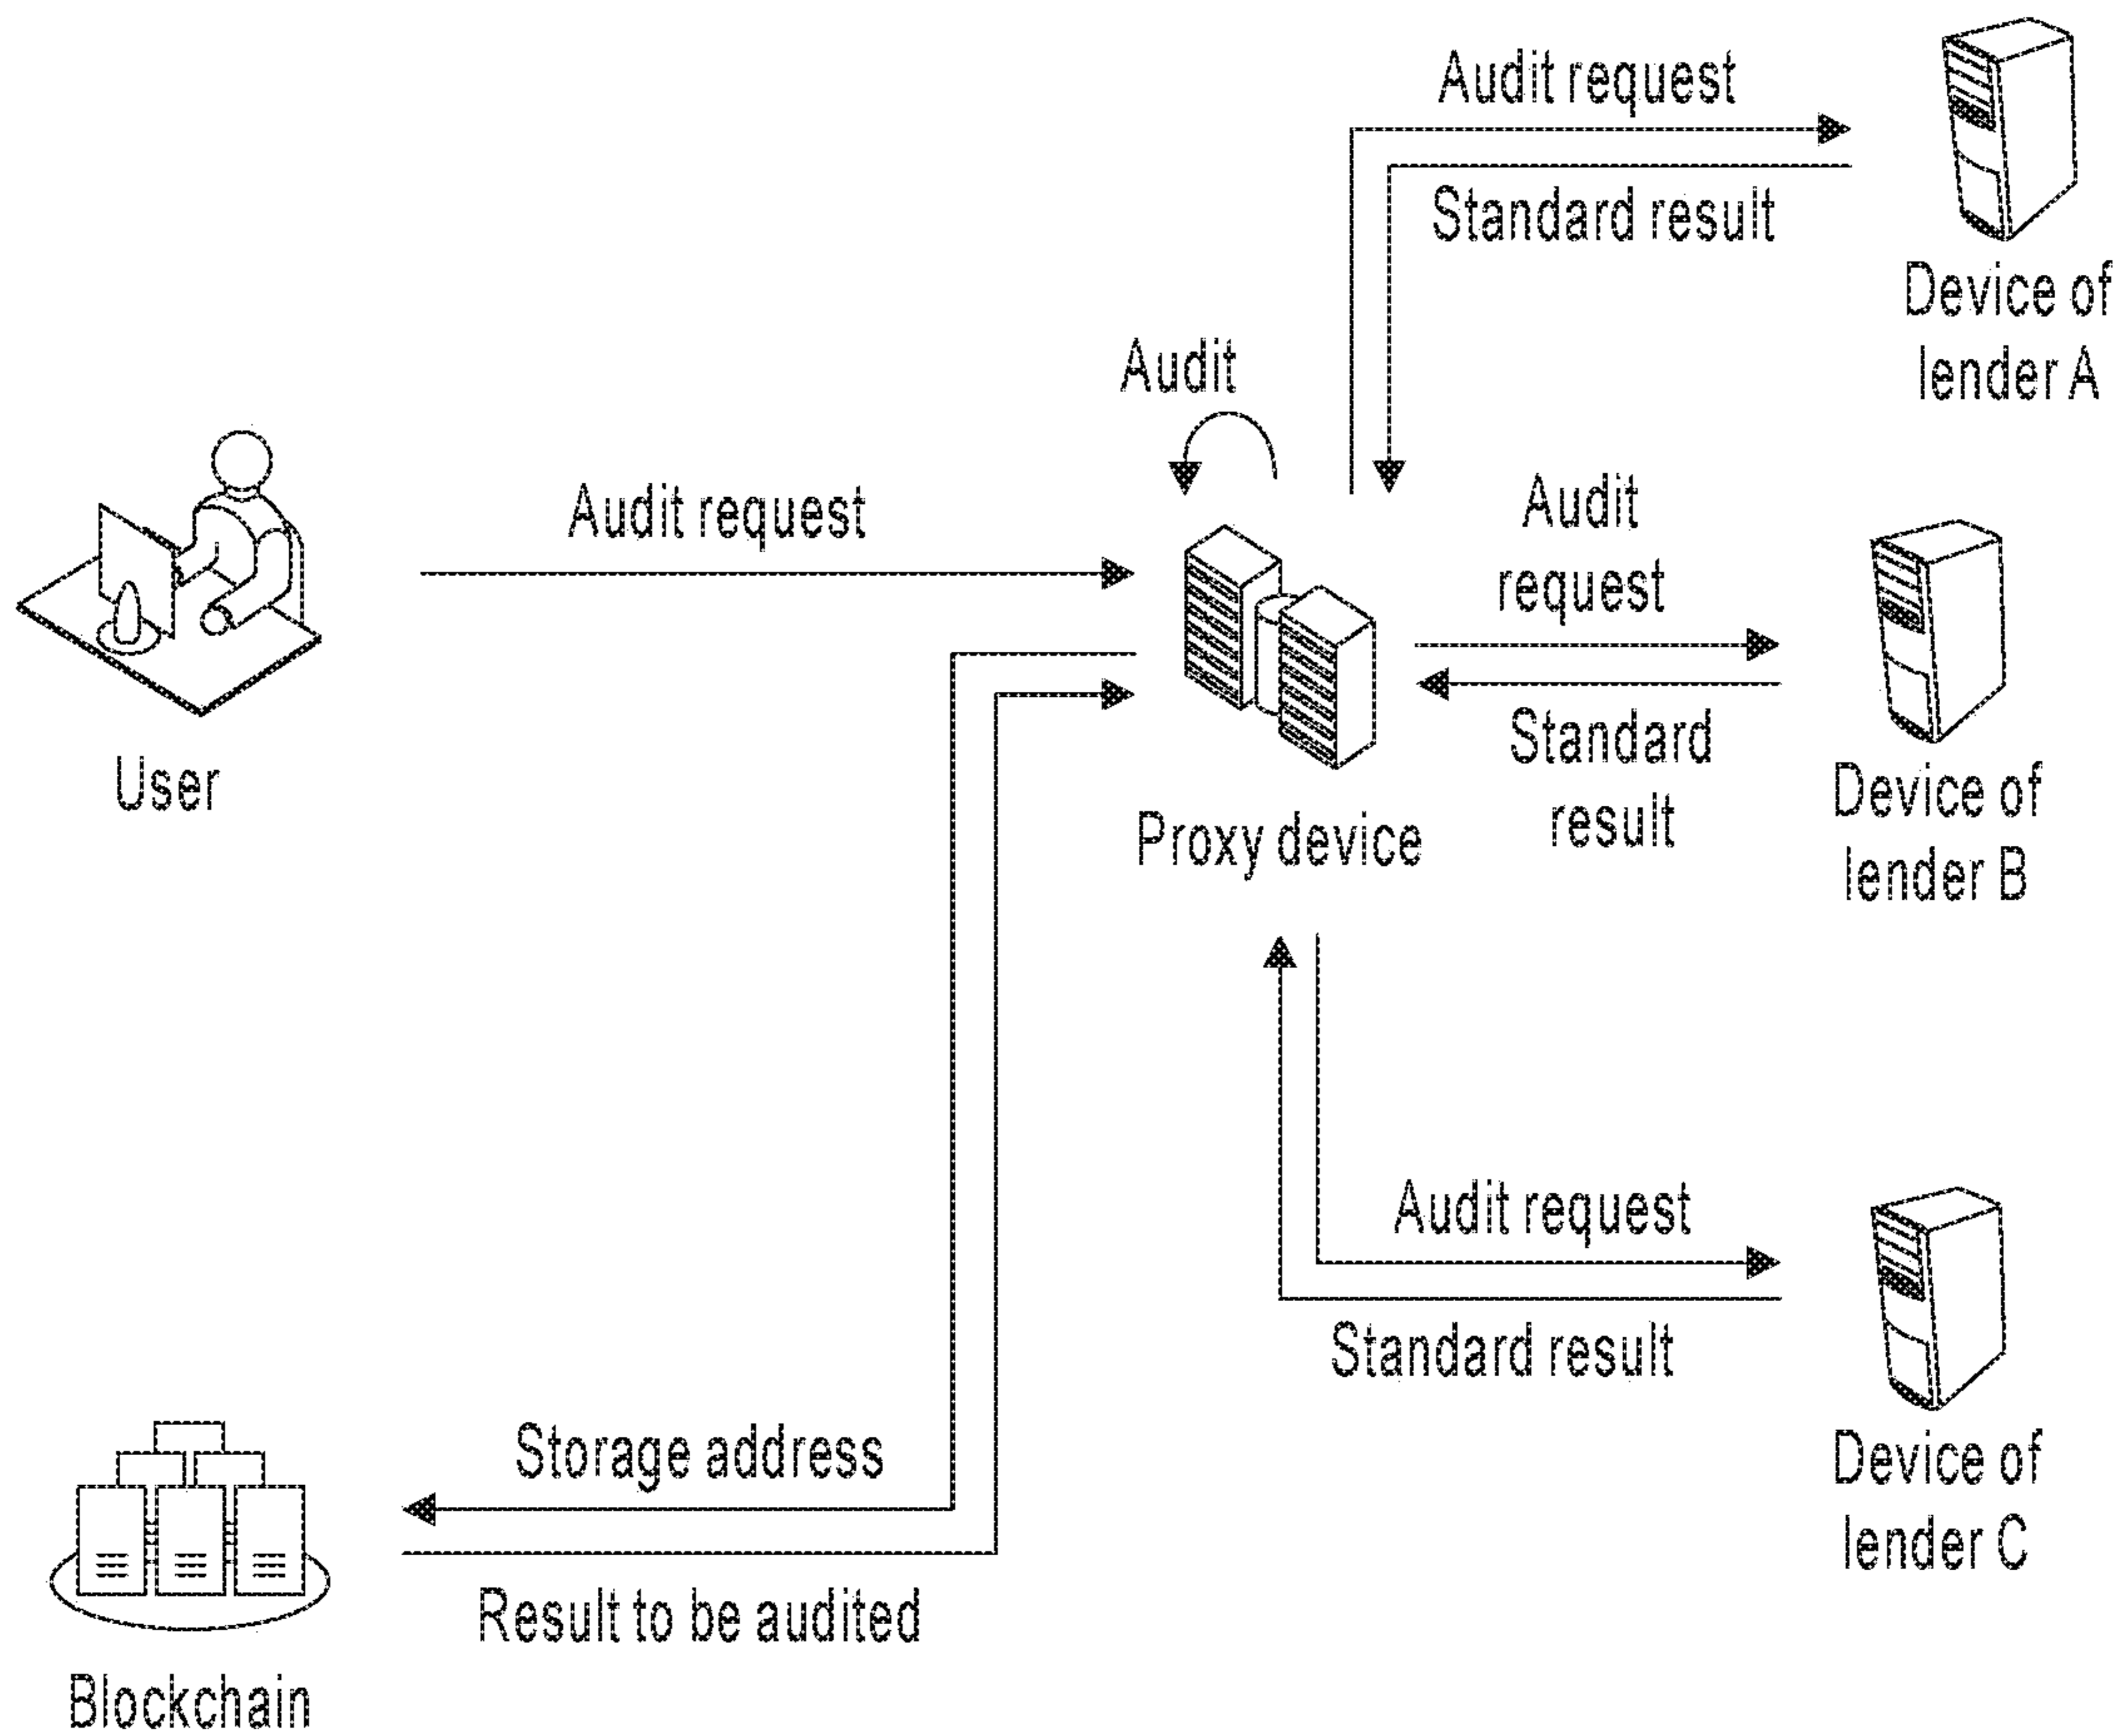 Audit request
Standard result
Device of
lender A
Audit
Audit request
User
Proxy device
Audit
request
Standard
result
Device of
lender B
Audit request
Standard result
Device of
lender C
Storage address
Result to be audited
Blockchain